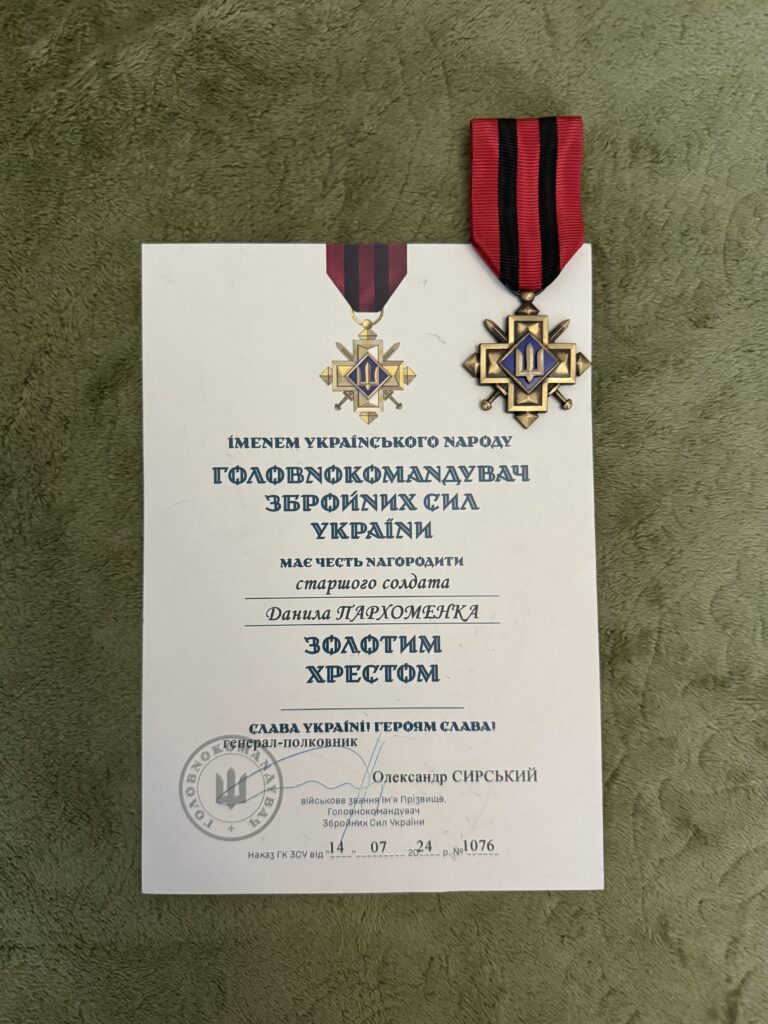 ІМЕНЕМ УКРАЇНСЬКОГО НАРОДУ
ГОЛОВНОКОМАНДУВАЧ
ЗБРОЙНИХ СИЛ
УКРАЇНИ
МАЄ ЧЕСТЬ НАГОРОДИТИ
старшого солдата
Данила ПАРХОМЕНКА
ЗОЛОТИМ
ХРЕСТОМ
СЛАВА УКРАЇНІ! ГЕРОЯМ СЛАВА!
генерал-полковник
ГОЛОВНОКОМАНДУВАЧ
Олександр СИРСЬКИЙ
військове звання Ім'я Прізвище,
Головнокомандувач
Збройних Сил України
Наказ ГК ЗСУ від "14" 07 2024 р. № 1076